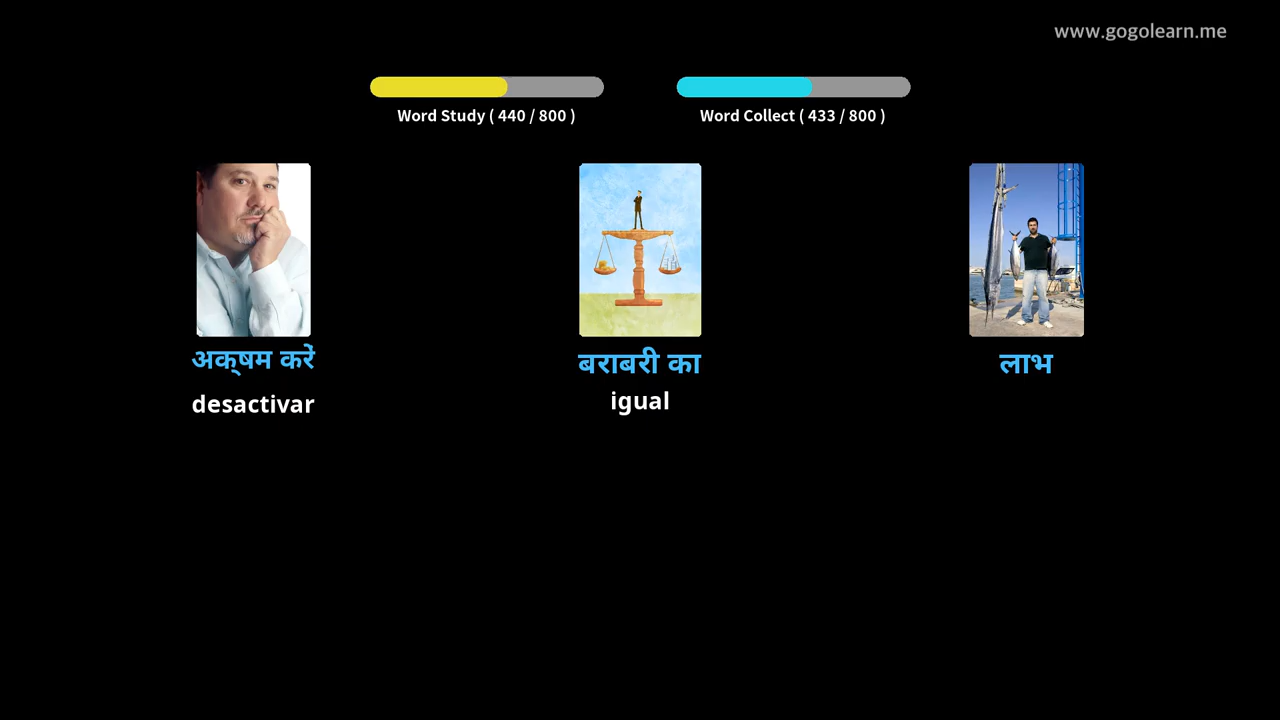 www.gogolearn.me
Word Study ( 440 / 800 )
Word Collect ( 433 / 800 )
अक्षम करें
बराबरी का
लाभ
desactivar
igual